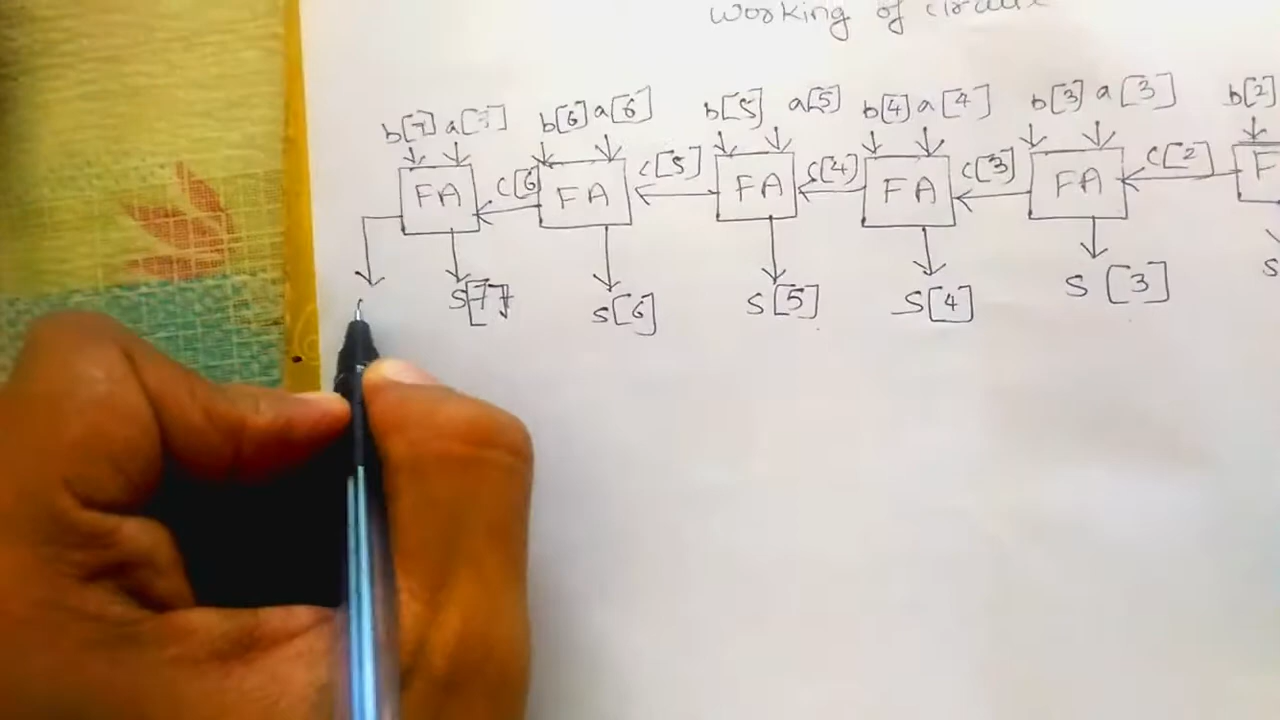 Working of circuit
b[7] a[7] b[6] a[6] b[5] a[5] b[4] a[4] b[3] a[3] b[2]
FA c[6] FA c[5] FA c[4] FA c[3] FA c[2] F
s[7] s[6] s[5] s[4] s[3] s